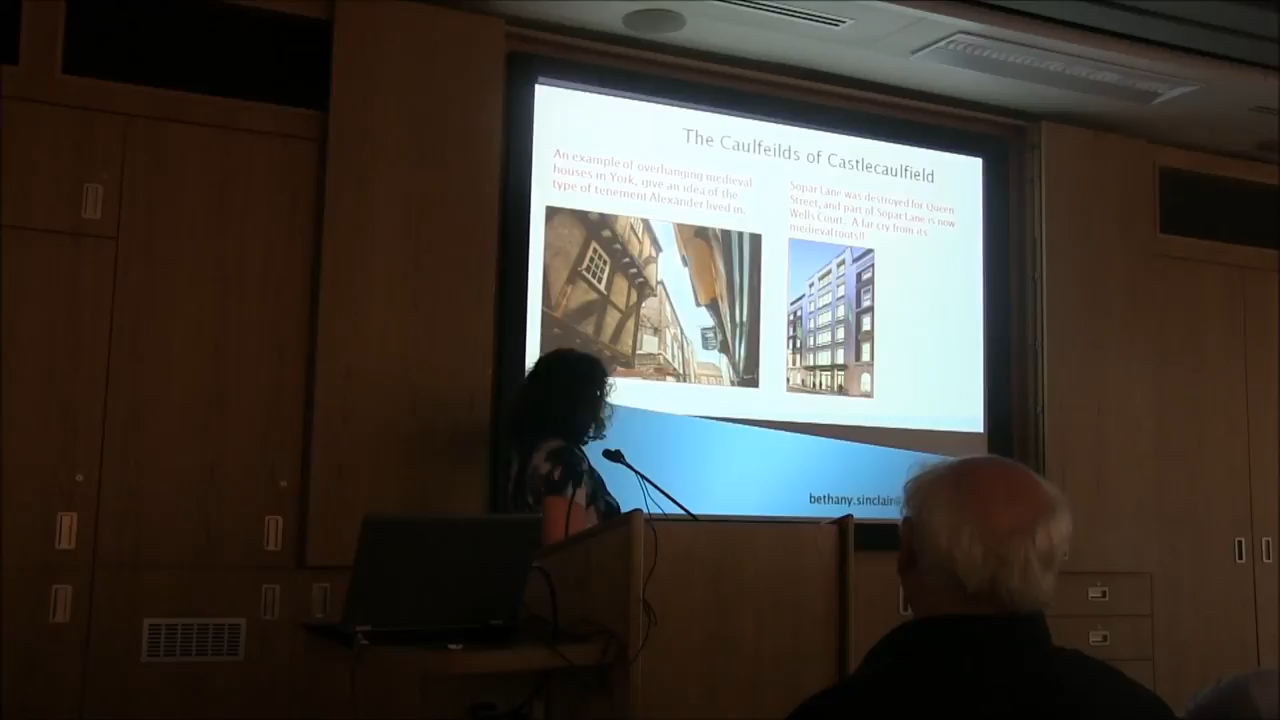 The Caulfeilds of Castlecaulfield
An example of overhanging medieval
houses in York, give an idea of the
type of tenement Alexander lived in.
Sopar Lane was destroyed for Queen
Street, and part of Sopar Lane is now
Wells Court. A far cry from its
medieval roots!!
bethany.sinclair@